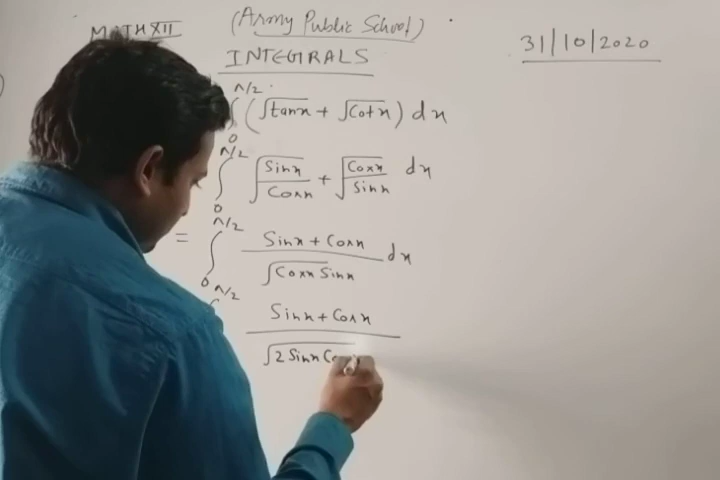 MATH XII
(Army Public School)
31/10/2020
INTEGRALS
∫₀^(π/2) (√tanx + √Cotx) dx
∫₀^(π/2) √(Sinx/Cosx) + √(Cosx/Sinx) dx
= ∫₀^(π/2) (Sinx + Cosx)/√(Cosx Sinx) dx
π/2 (Sinx + Cosx)/√(2 Sinx